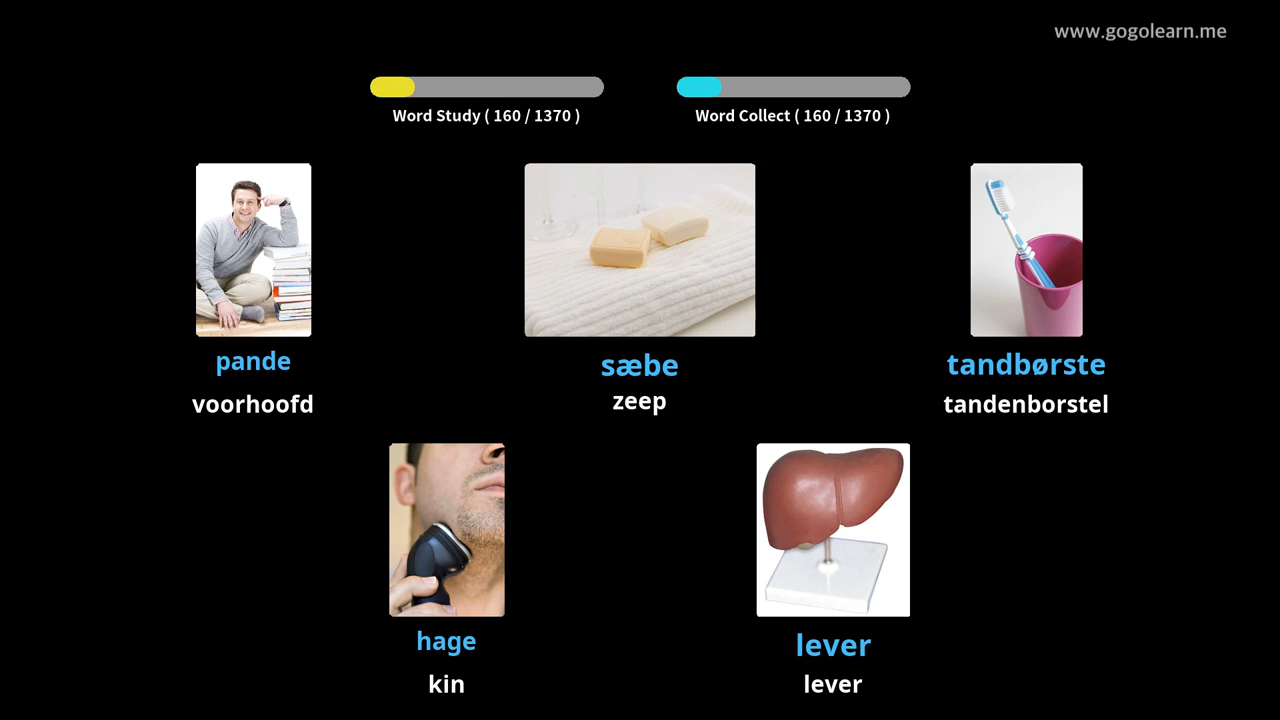 www.gogolearn.me
Word Study ( 160 / 1370 )
Word Collect ( 160 / 1370 )
pande
voorhoofd
sæbe
zeep
tandbørste
tandenborstel
hage
kin
lever
lever